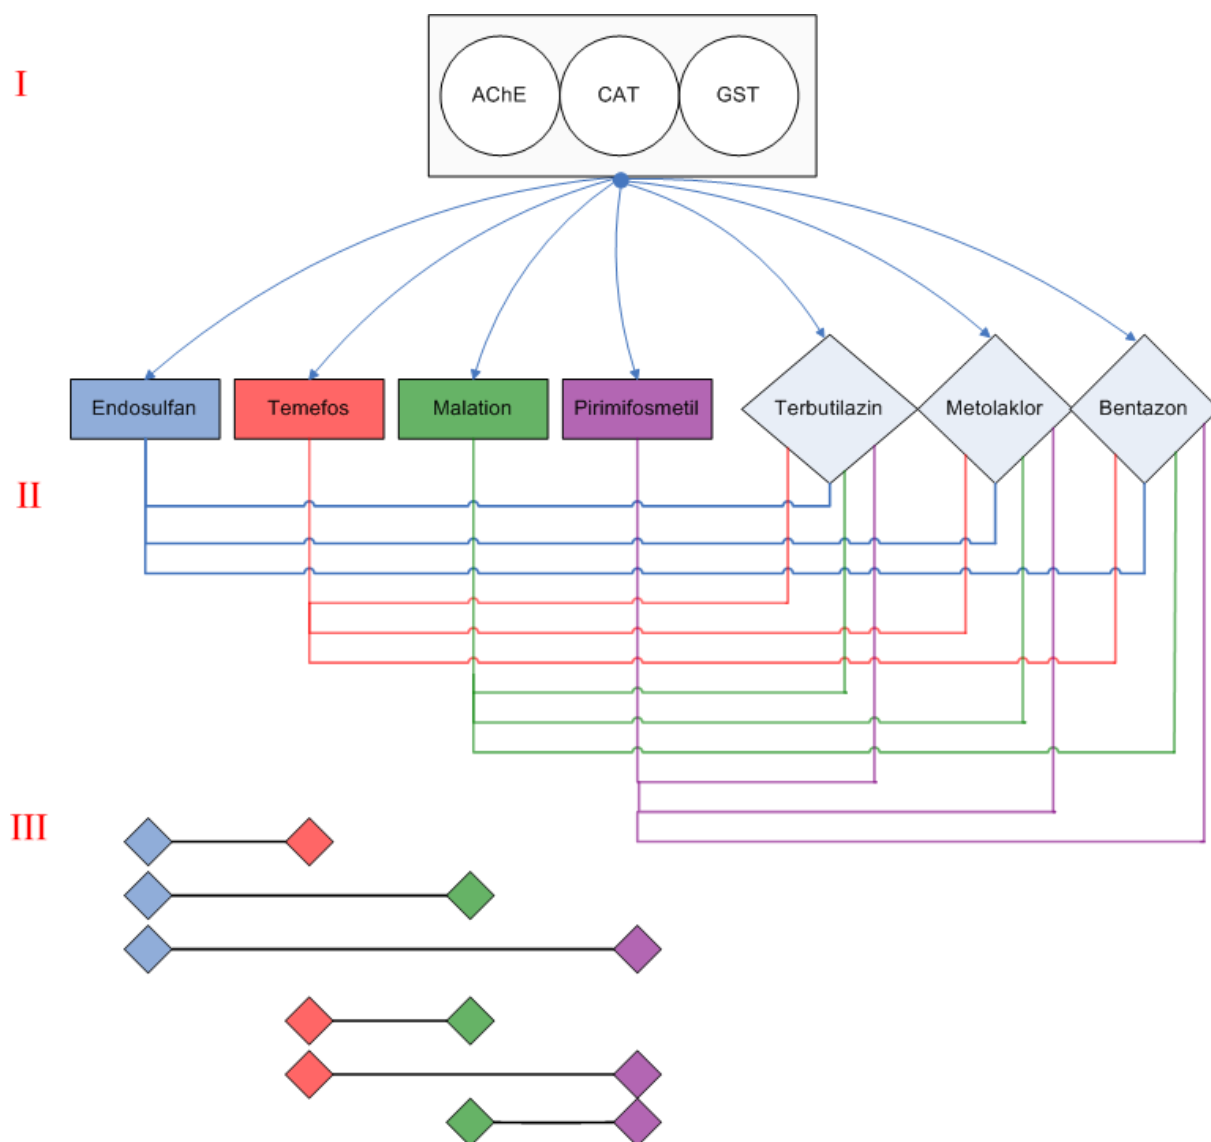 I
AChE
CAT
GST
Endosulfan
Temefos
Malation
Pirimifosmetil
Terbutilazin
Metolaklor
Bentazon
II
III